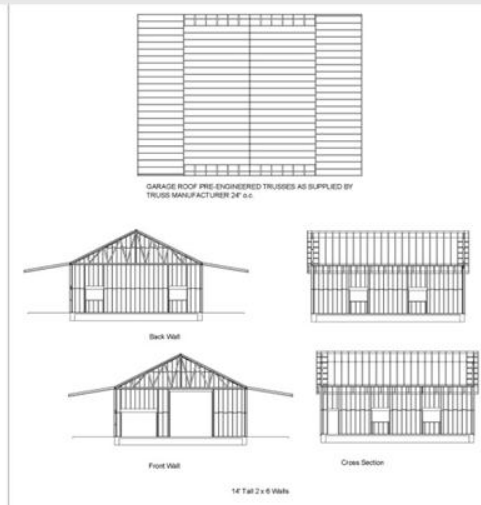 GARAGE ROOF PRE-ENGINEERED TRUSSES AS SUPPLIED BY
TRUSS MANUFACTURER 24" o.c.
Back Wall
Front Wall
Cross Section
14' Tall 2 x 6 Walls